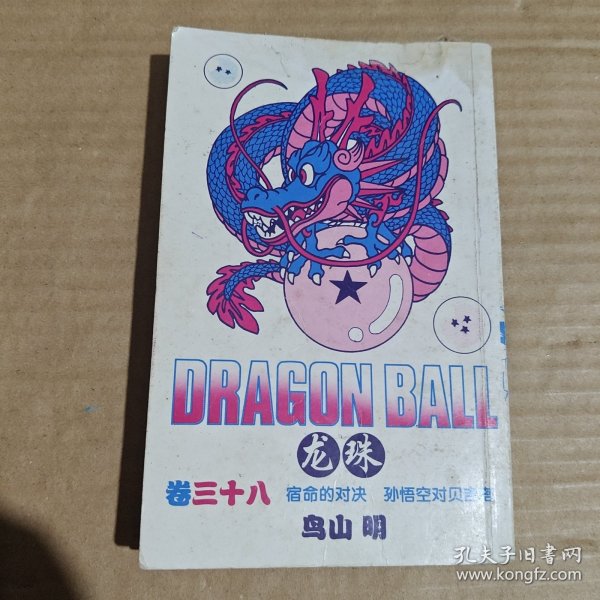 DRAGON BALL
龙珠
卷三十八 宿命的对决 孙悟空对贝吉塔
鸟山 明
孔夫子旧书网
www.kongfz.com